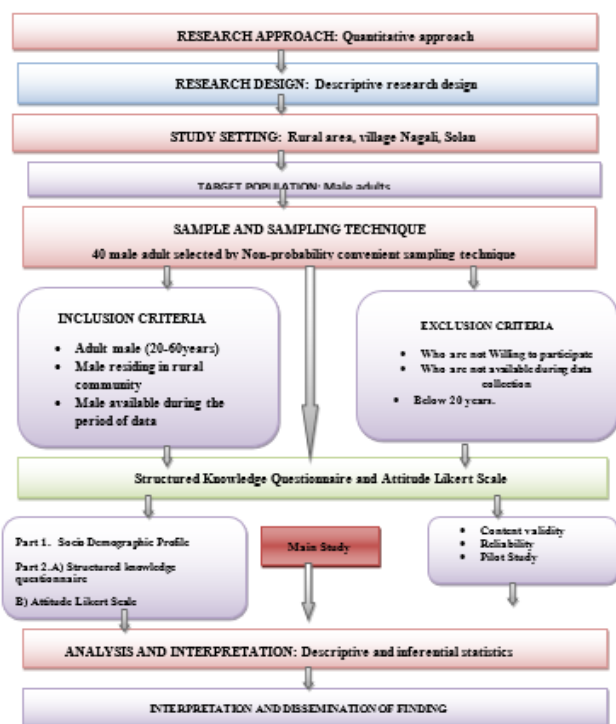 RESEARCH APPROACH: Quantitative approach
RESEARCH DESIGN: Descriptive research design
STUDY SETTING: Rural area, village Nagali, Solan
TARGET POPULATION: Male adults
SAMPLE AND SAMPLING TECHNIQUE
40 male adult selected by Non-probability convenient sampling technique
INCLUSION CRITERIA
• Adult male (20-60years)
• Male residing in rural
community
• Male available during the
period of data
EXCLUSION CRITERIA
• Who are not Willing to participate
• Who are not available during data
collection
• Below 20 years.
Structured Knowledge Questionnaire and Attitude Likert Scale
Part 1. Socio Demographic Profile
Part 2.A) Structured knowledge
questionnaire
B) Attitude Likert Scale
Main Study
• Content validity
• Reliability
• Pilot Study
ANALYSIS AND INTERPRETATION: Descriptive and inferential statistics
INTERPRETATION AND DISSEMINATION OF FINDING